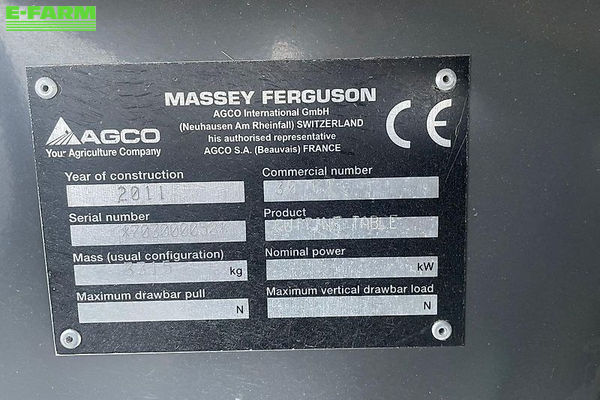 E-FARM
MASSEY FERGUSON
AGCO International GmbH
(Neuhausen Am Rheinfall) SWITZERLAND
his authorised representative
AGCO S.A. (Beauvais) FRANCE
AGCO
Your Agriculture Company
CE
Year of construction
2011
Commercial number
Serial number
Product
CUTTING TABLE
Mass (usual configuration)
kg
Nominal power
kW
Maximum drawbar pull
N
Maximum vertical drawbar load
N